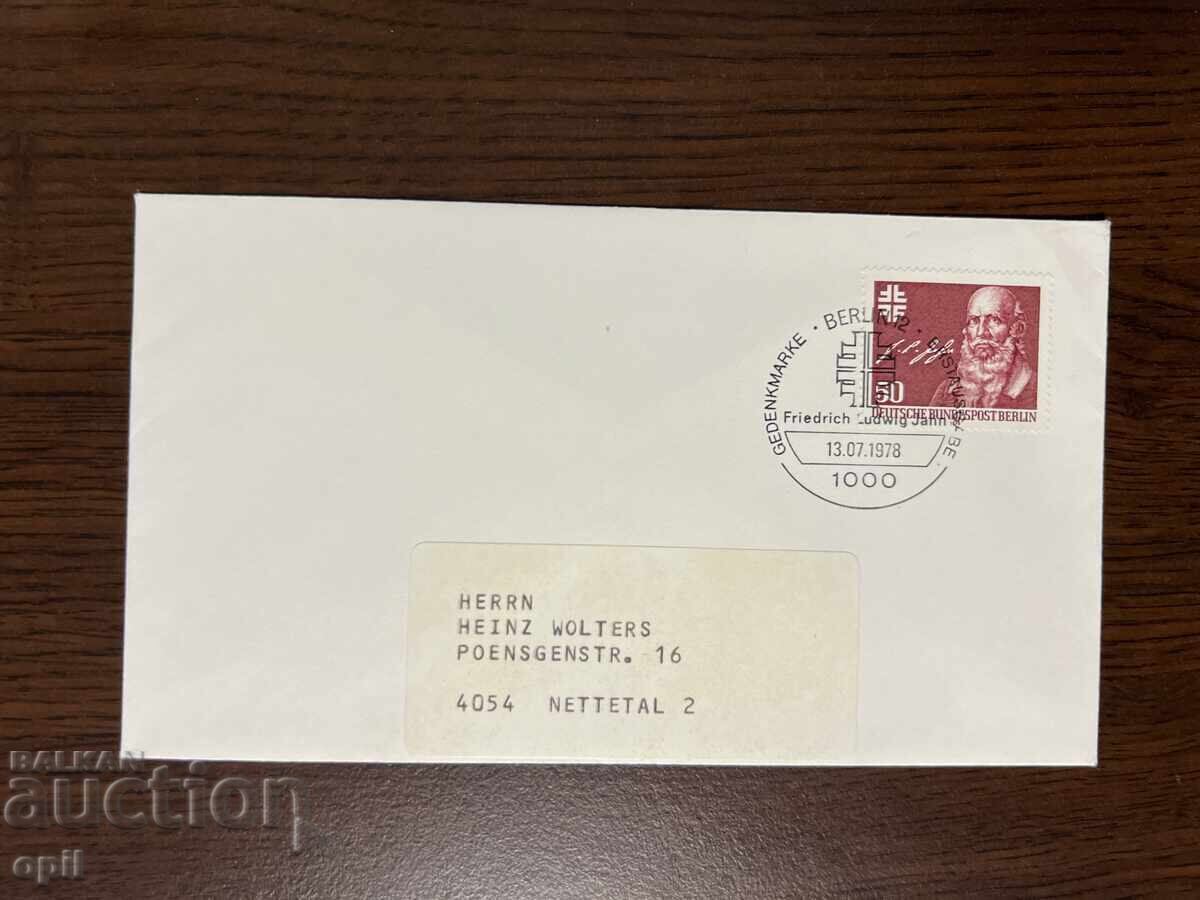 GEDENKMARKE · BERLIN 12 · ERSTAUSGABE ·
Friedrich Ludwig Jahn
13.07.1978
1000
50
DEUTSCHE BUNDESPOST BERLIN
HERRN
HEINZ WOLTERS
POENSGENSTR. 16
4054 NETTETAL 2
BALKAN
auction
opil